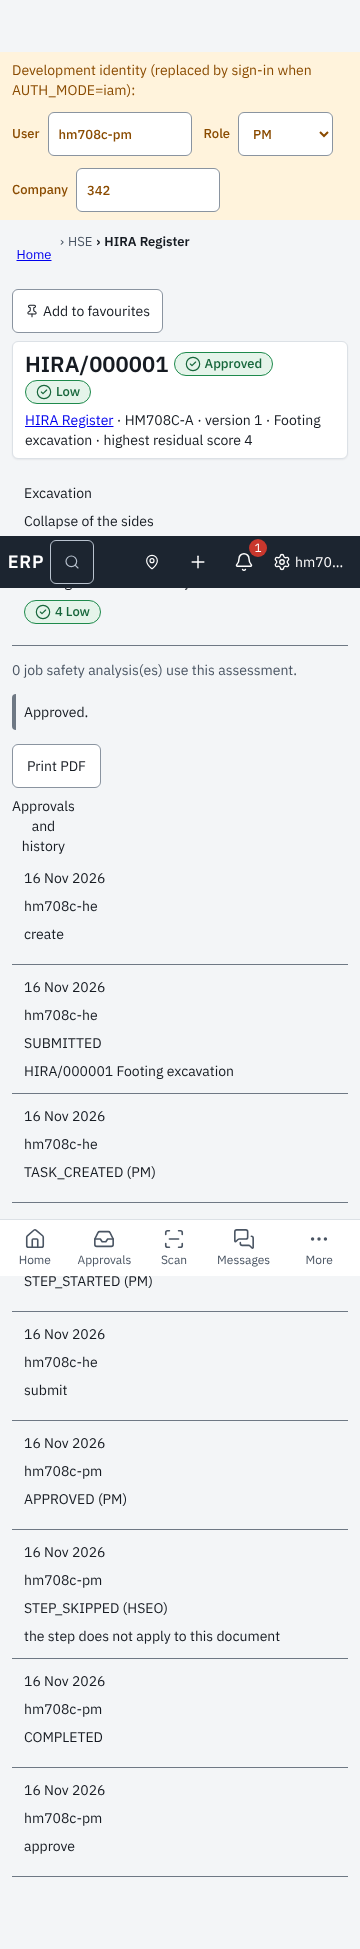 Development identity (replaced by sign-in when
AUTH_MODE=iam):
User hm708c-pm Role PM
Company 342
Home › HSE › HIRA Register
Add to favourites
HIRA/000001 Approved
Low
HIRA Register · HM708C-A · version 1 · Footing
excavation · highest residual score 4
Excavation
Collapse of the sides
ERP 1 hm70...
4 Low
0 job safety analysis(es) use this assessment.
Approved.
Print PDF
Approvals
and
history
16 Nov 2026
hm708c-he
create
16 Nov 2026
hm708c-he
SUBMITTED
HIRA/000001 Footing excavation
16 Nov 2026
hm708c-he
TASK_CREATED (PM)
Home Approvals Scan Messages More
STEP_STARTED (PM)
16 Nov 2026
hm708c-he
submit
16 Nov 2026
hm708c-pm
APPROVED (PM)
16 Nov 2026
hm708c-pm
STEP_SKIPPED (HSEO)
the step does not apply to this document
16 Nov 2026
hm708c-pm
COMPLETED
16 Nov 2026
hm708c-pm
approve